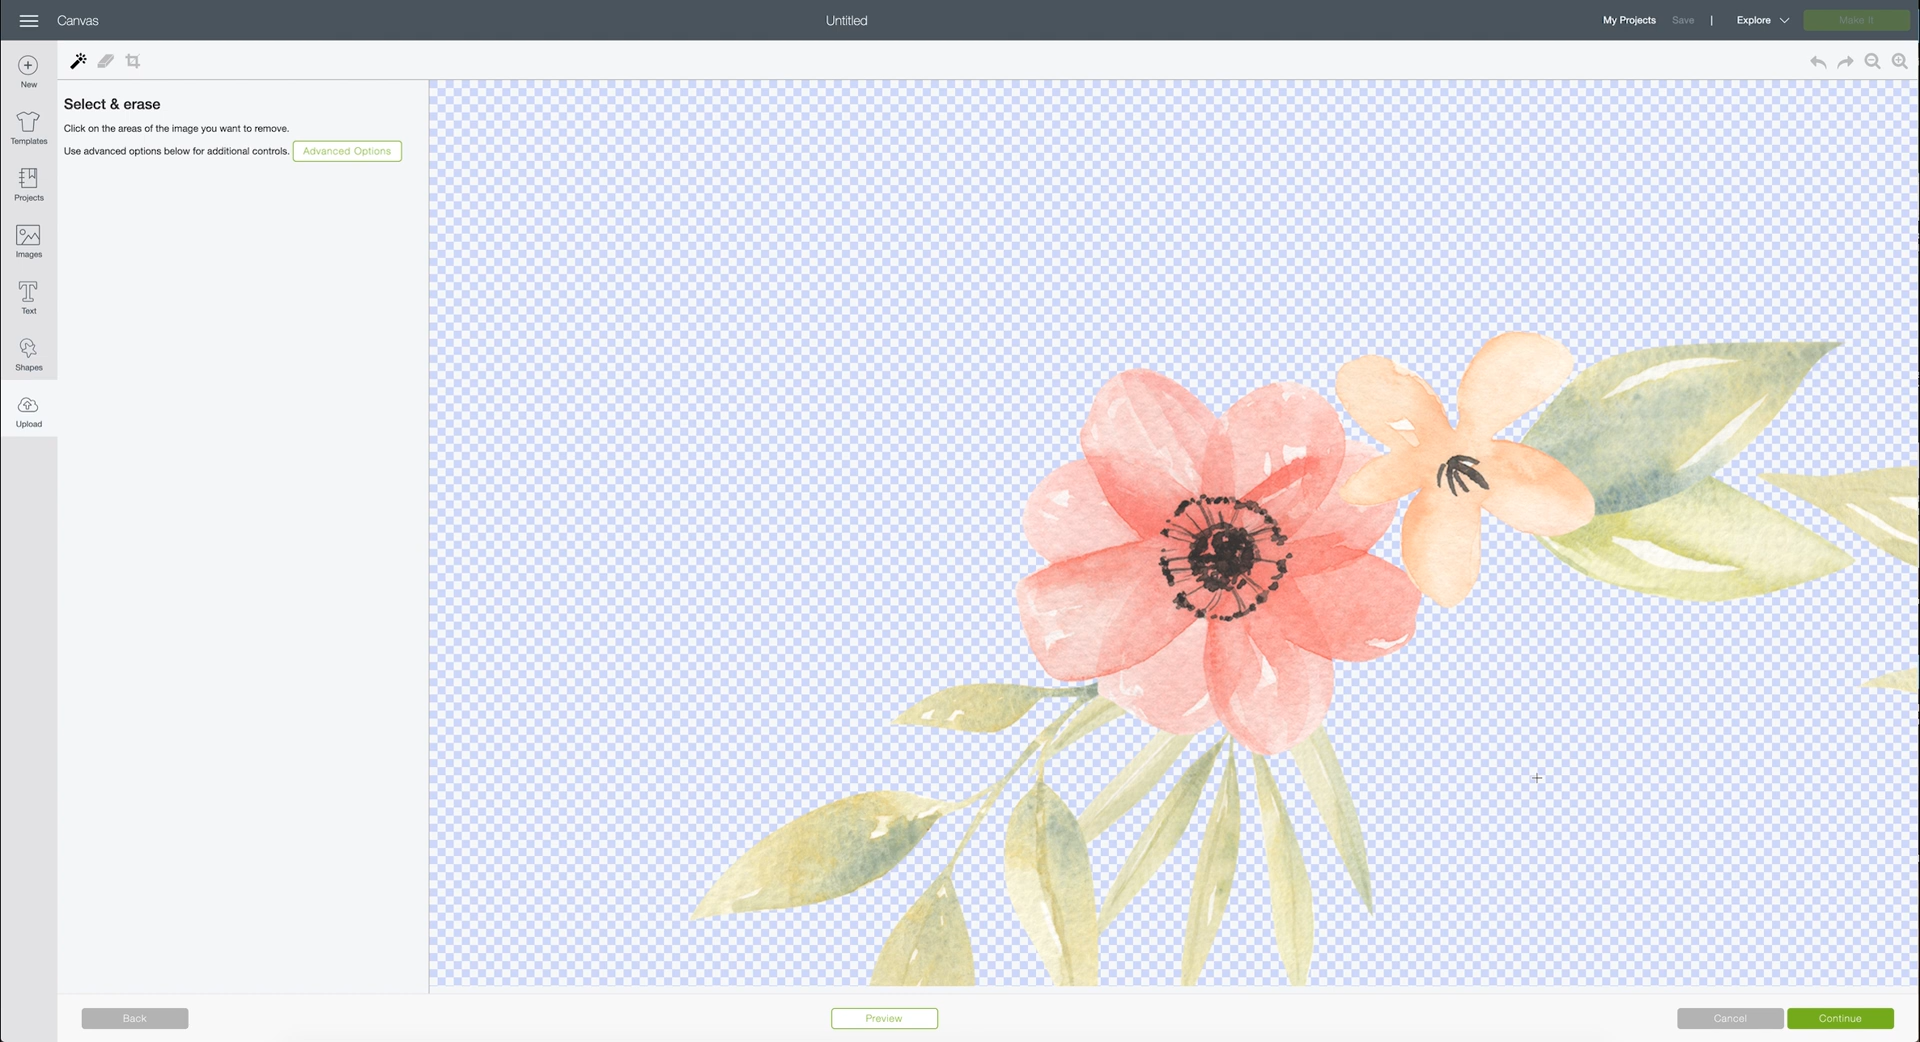 Canvas
Untitled
My Projects Save | Explore Make It
New
Templates
Projects
Images
Text
Shapes
Upload
Select & erase
Click on the areas of the image you want to remove.
Use advanced options below for additional controls. Advanced Options
Back
Preview
Cancel
Continue